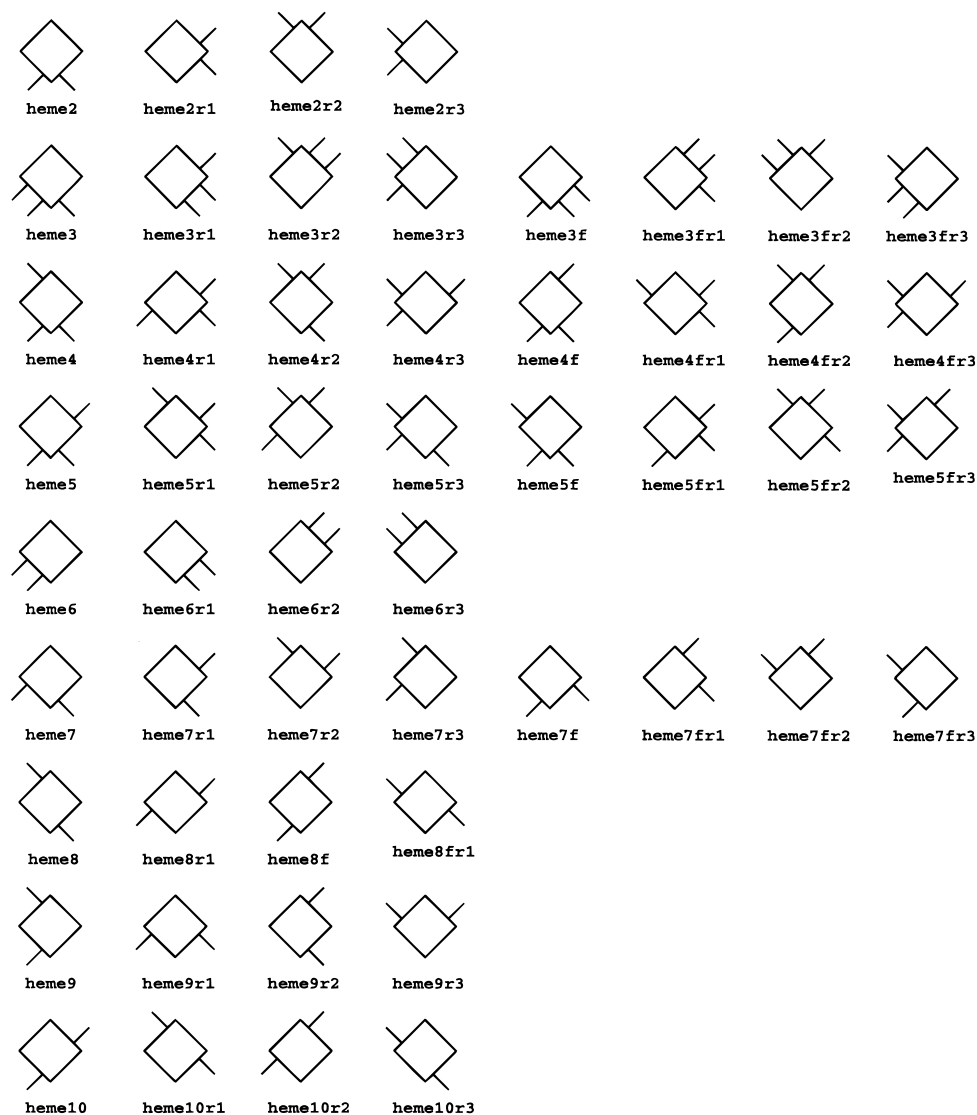 heme2 heme2r1 heme2r2 heme2r3
heme3 heme3r1 heme3r2 heme3r3 heme3f heme3fr1 heme3fr2 heme3fr3
heme4 heme4r1 heme4r2 heme4r3 heme4f heme4fr1 heme4fr2 heme4fr3
heme5 heme5r1 heme5r2 heme5r3 heme5f heme5fr1 heme5fr2 heme5fr3
heme6 heme6r1 heme6r2 heme6r3
heme7 heme7r1 heme7r2 heme7r3 heme7f heme7fr1 heme7fr2 heme7fr3
heme8 heme8r1 heme8f heme8fr1
heme9 heme9r1 heme9r2 heme9r3
heme10 heme10r1 heme10r2 heme10r3